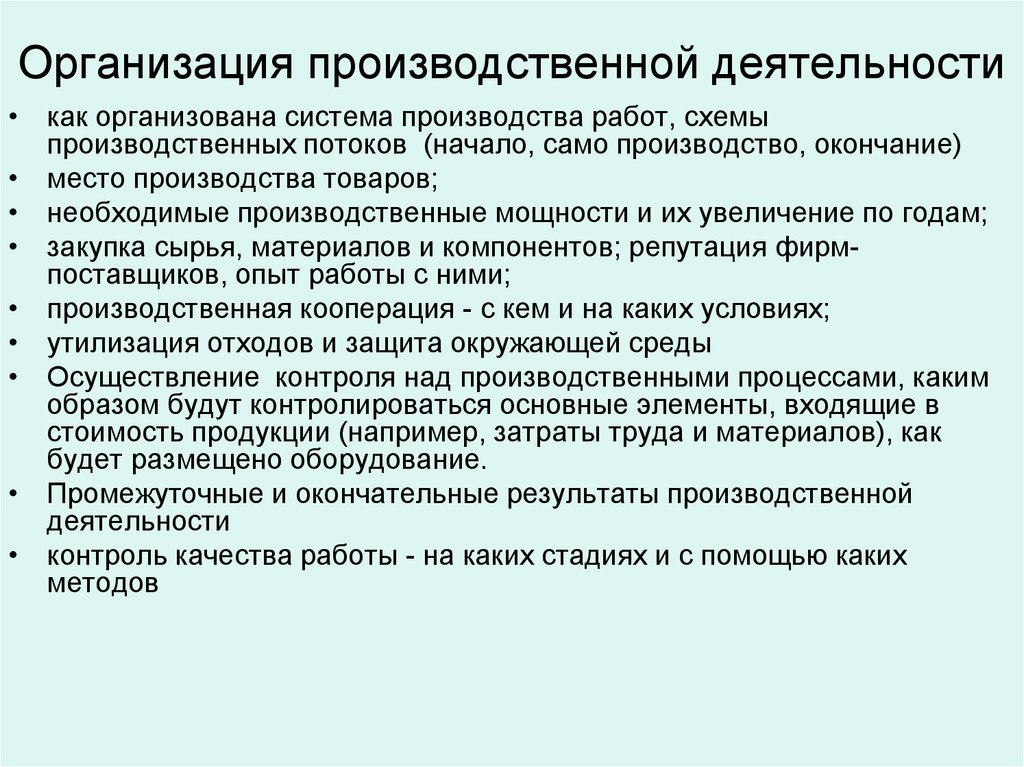 Организация производственной деятельности
• как организована система производства работ, схемы
производственных потоков (начало, само производство, окончание)
• место производства товаров;
• необходимые производственные мощности и их увеличение по годам;
• закупка сырья, материалов и компонентов; репутация фирм-
поставщиков, опыт работы с ними;
• производственная кооперация - с кем и на каких условиях;
• утилизация отходов и защита окружающей среды
• Осуществление контроля над производственными процессами, каким
образом будут контролироваться основные элементы, входящие в
стоимость продукции (например, затраты труда и материалов), как
будет размещено оборудование.
• Промежуточные и окончательные результаты производственной
деятельности
• контроль качества работы - на каких стадиях и с помощью каких
методов